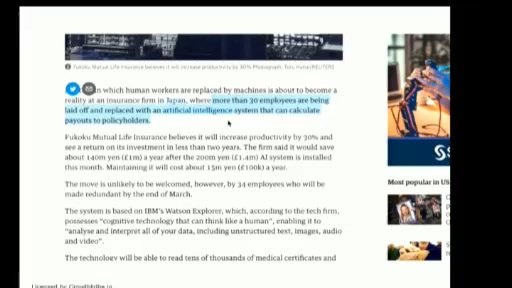 Fukoku Mutual Life Insurance believes it will increase productivity by 30% Photograph: Toru Hanai/REUTERS
n which human workers are replaced by machines is about to become a
reality at an insurance firm in Japan, where more than 30 employees are being
laid off and replaced with an artificial intelligence system that can calculate
payouts to policyholders.
Fukoku Mutual Life Insurance believes it will increase productivity by 30% and
see a return on its investment in less than two years. The firm said it would save
about 140m yen (£1m) a year after the 200m yen (£1.4m) AI system is installed
this month. Maintaining it will cost about 15m yen (£100k) a year.
The move is unlikely to be welcomed, however, by 34 employees who will be
made redundant by the end of March.
The system is based on IBM's Watson Explorer, which, according to the tech firm,
possesses "cognitive technology that can think like a human", enabling it to
"analyse and interpret all of your data, including unstructured text, images, audio
and video".
The technology will be able to read tens of thousands of medical certificates and
Most popular in US
Licensed by